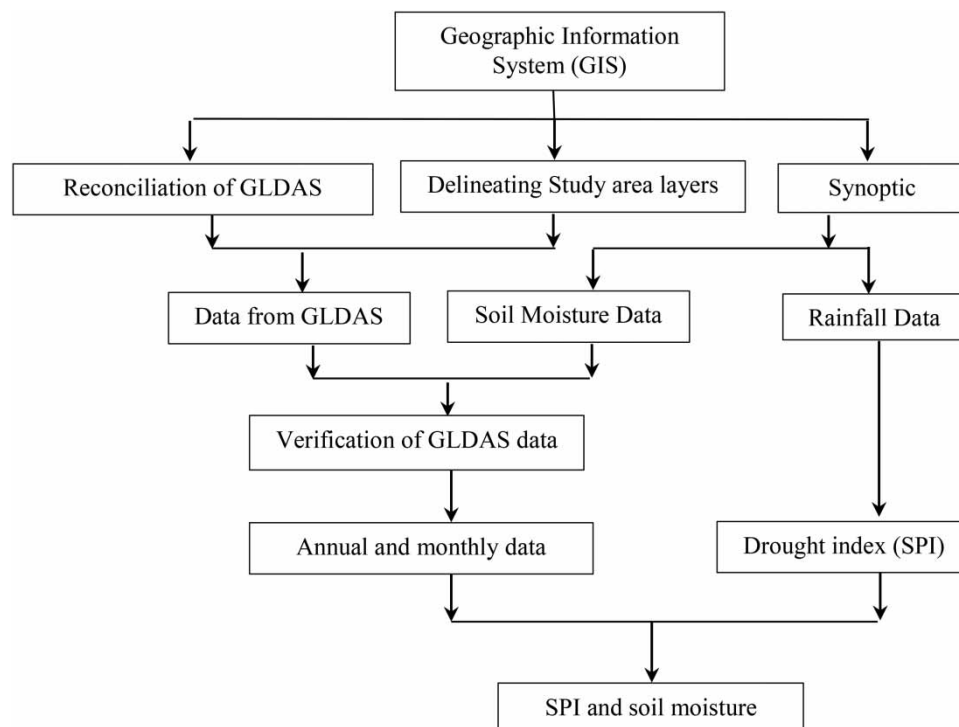 Geographic Information
System (GIS)
Reconciliation of GLDAS
Delineating Study area layers
Synoptic
Data from GLDAS
Soil Moisture Data
Rainfall Data
Verification of GLDAS data
Annual and monthly data
Drought index (SPI)
SPI and soil moisture